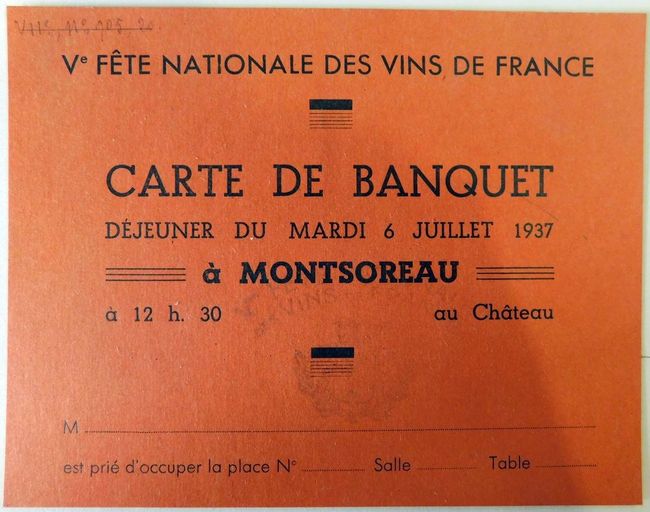 Vᵉ FÊTE NATIONALE DES VINS DE FRANCE
CARTE DE BANQUET
DÉJEUNER DU MARDI 6 JUILLET 1937
à MONTSOREAU
à 12 h. 30 au Château
VINS
M
est prié d'occuper la place N° Salle Table